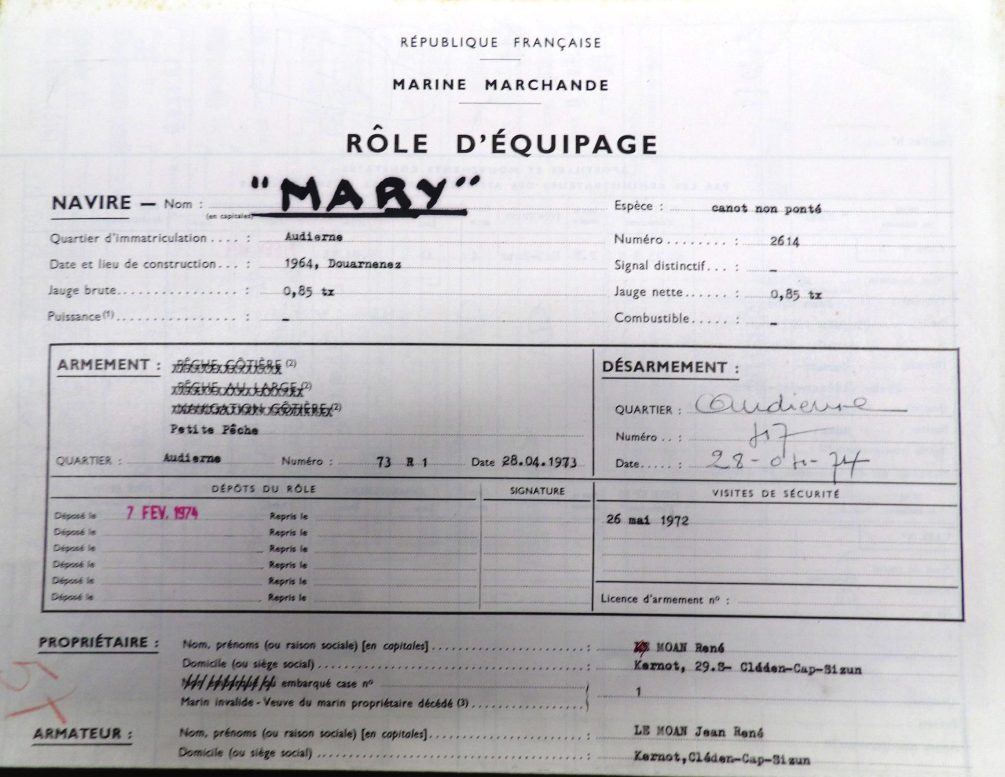 RÉPUBLIQUE FRANÇAISE
MARINE MARCHANDE
RÔLE D'ÉQUIPAGE
NAVIRE — Nom : "MARY" Espèce : canot non ponté
(en capitales)
Quartier d'immatriculation .... : Audierne Numéro ........ : 2614
Date et lieu de construction ... : 1964, Douarnenez Signal distinctif... : -
Jauge brute............... : 0,85 tx Jauge nette...... : 0,85 tx
Puissance (1)............... : - Combustible..... : -
ARMEMENT : PÊCHE CÔTIÈRE (2) DÉSARMEMENT :
PÊCHE AU LARGE (2)
NAVIGATION CÔTIÈRE (2) QUARTIER : Audierne
Petite Pêche Numéro .. :
QUARTIER : Audierne Numéro : 73 R 1 Date 28.04.1973 Date..... :
DÉPÔTS DU RÔLE SIGNATURE VISITES DE SÉCURITÉ
Déposé le 7 FEV. 1974 Repris le 26 mai 1972
Déposé le Repris le
Déposé le Repris le
Déposé le Repris le
Déposé le Repris le
Déposé le Repris le Licence d'armement nº :
PROPRIÉTAIRE : Nom, prénoms (ou raison sociale) [en capitales] .......... : MOAN René
Domicile (ou siège social) .......... : Kernot, 29.S- Cléden-Cap-Sizun
embarqué case nº 1
Marin invalide - Veuve du marin propriétaire décédé (3) ..........
ARMATEUR : Nom, prénoms (ou raison sociale) [en capitales] .......... : LE MOAN Jean René
Domicile (ou siège social) .......... : Kernot,Cléden-Cap-Sizun